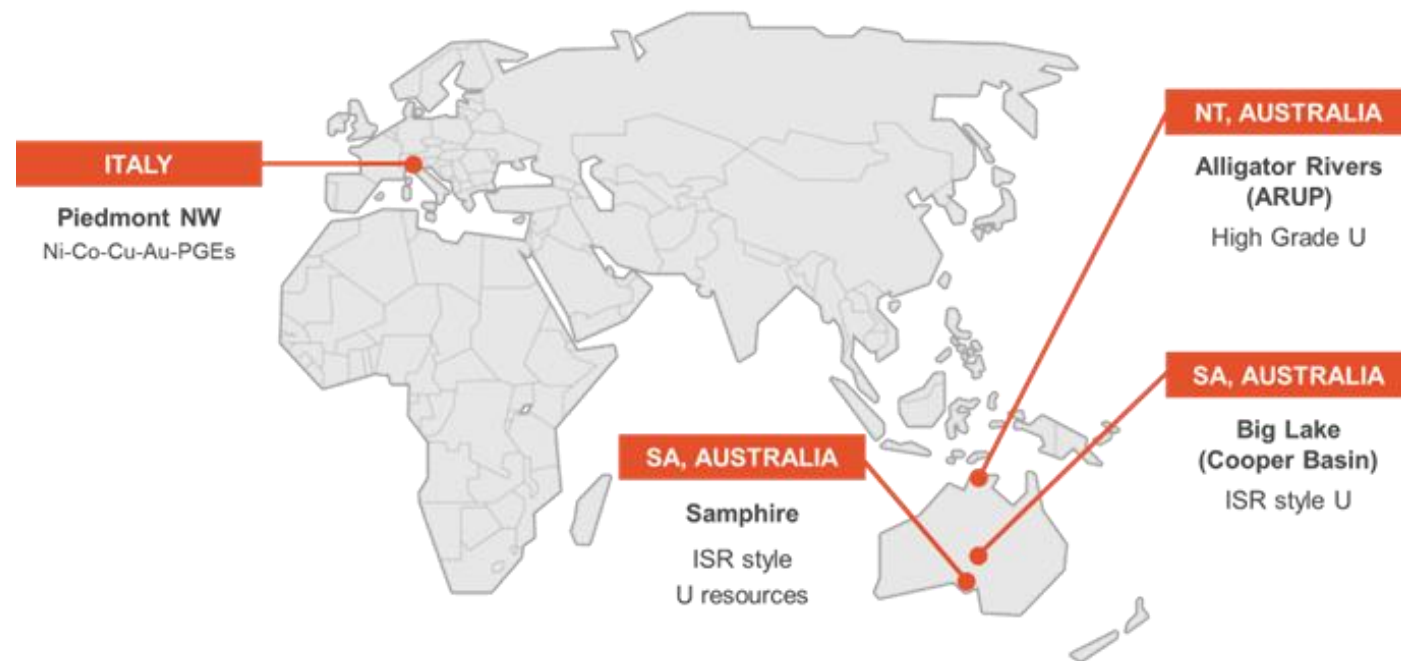 ITALY
Piedmont NW
Ni-Co-Cu-Au-PGEs
NT, AUSTRALIA
Alligator Rivers
(ARUP)
High Grade U
SA, AUSTRALIA
Big Lake
(Cooper Basin)
ISR style U
SA, AUSTRALIA
Samphire
ISR style
U resources